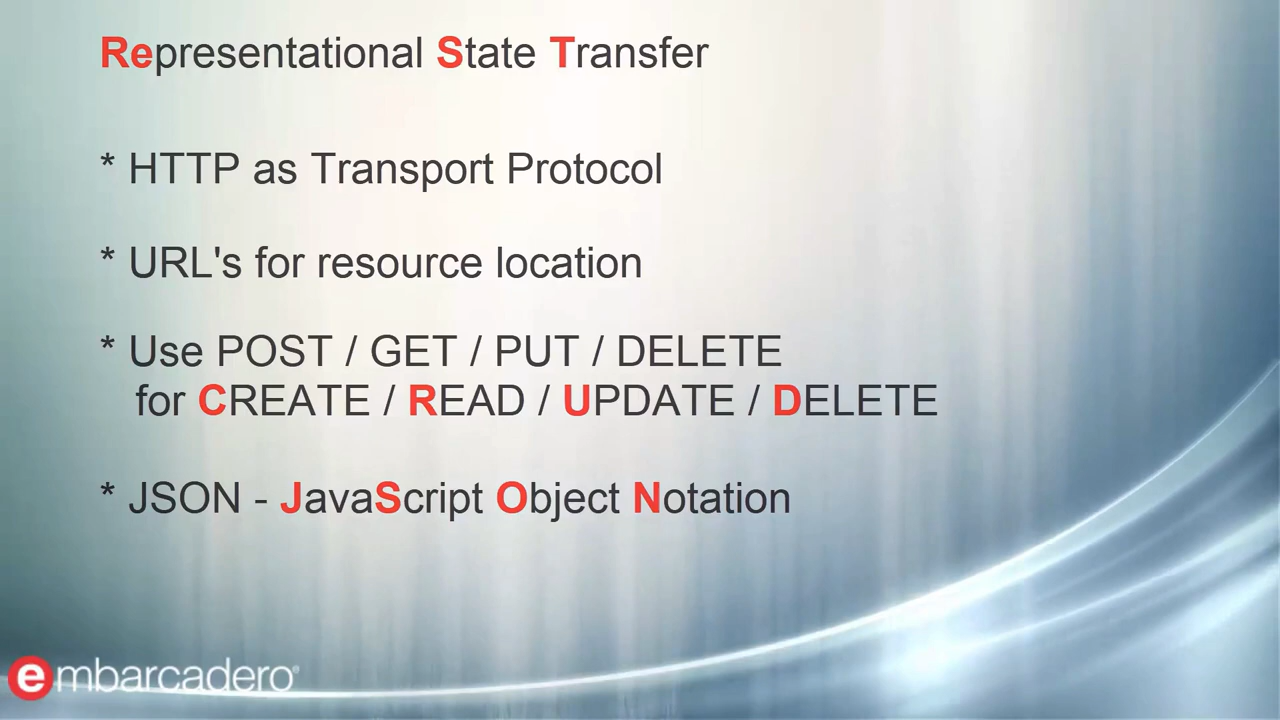 Representational State Transfer
* HTTP as Transport Protocol
* URL's for resource location
* Use POST / GET / PUT / DELETE
for CREATE / READ / UPDATE / DELETE
* JSON - JavaScript Object Notation
embarcadero®